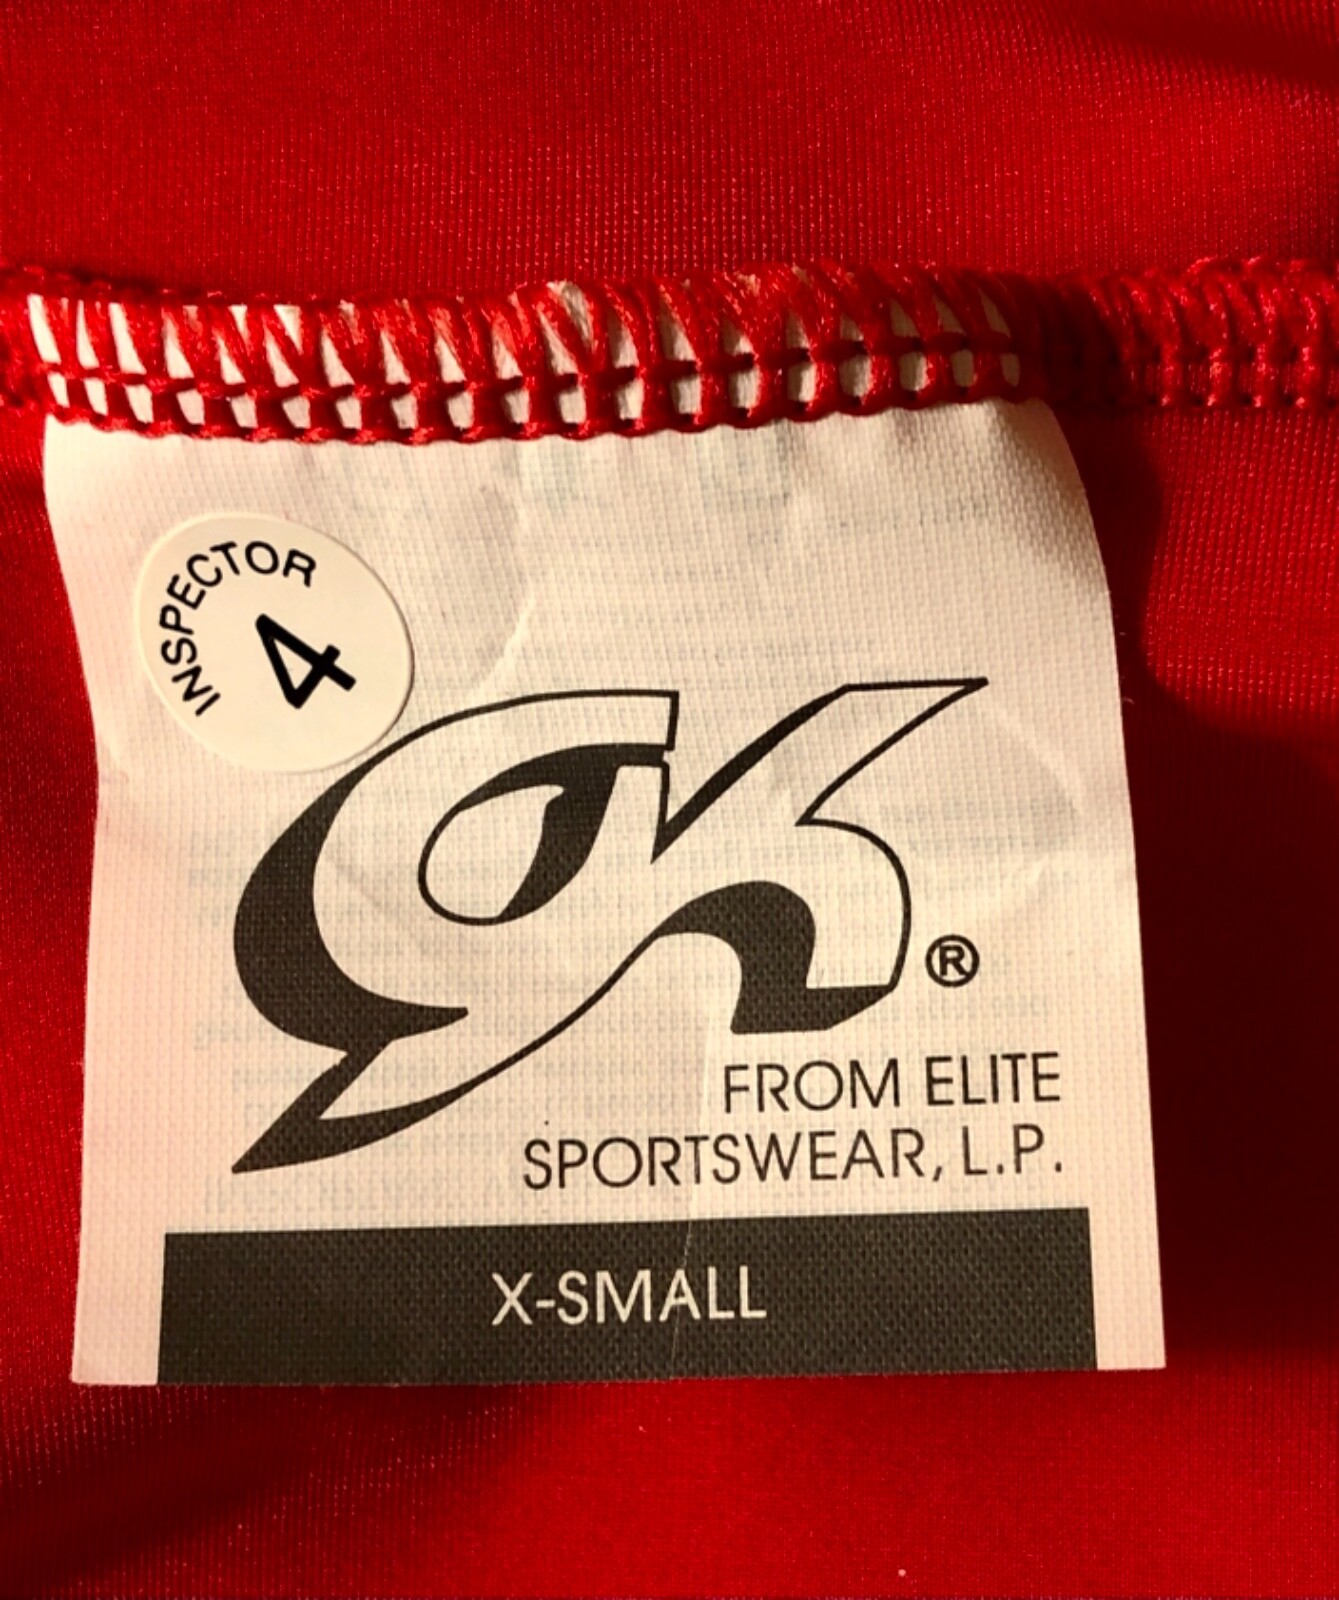 INSPECTOR
4
GK ®
FROM ELITE
SPORTSWEAR, L.P.
X-SMALL